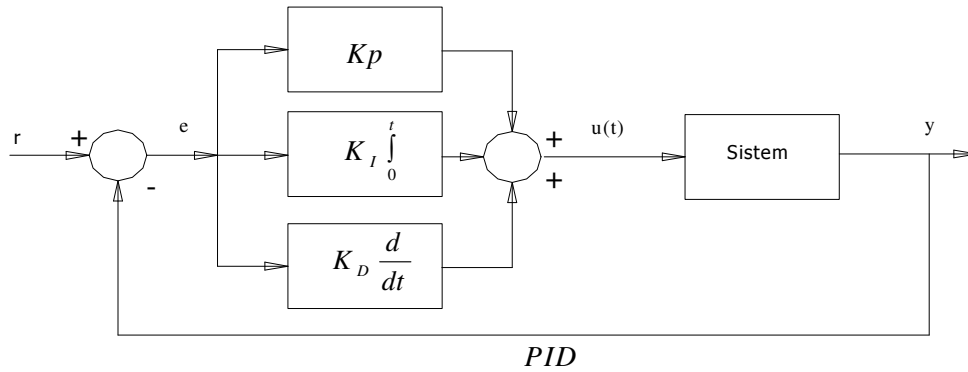 Kp
r
+
-
e
K_I ∫_0^t
+
+
u(t)
Sistem
y
K_D d/dt
PID